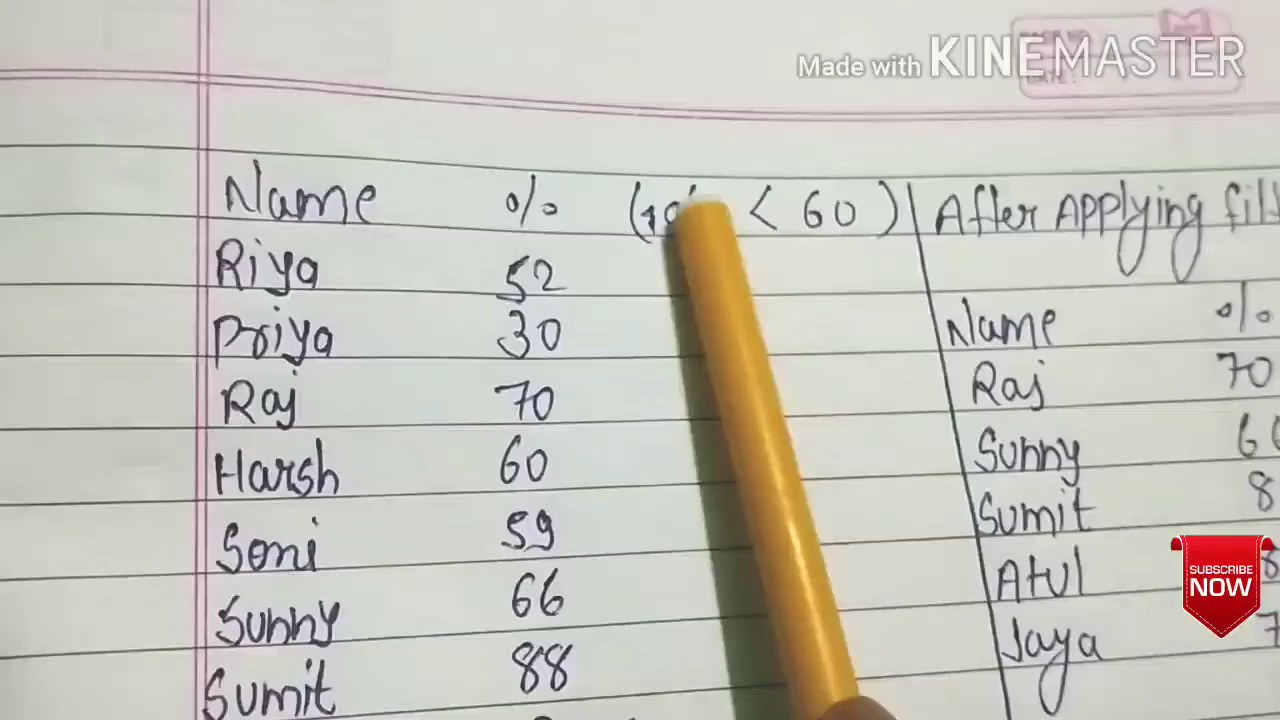 Made with KINEMASTER
Name % ( < 60 )
Riya 52
Priya 30
Raj 70
Harsh 60
Soni 59
Sunny 66
Sumit 88
After Applying
Name %
Raj 70
Sunny
Sumit
Atul
Jaya
SUBSCRIBE
NOW